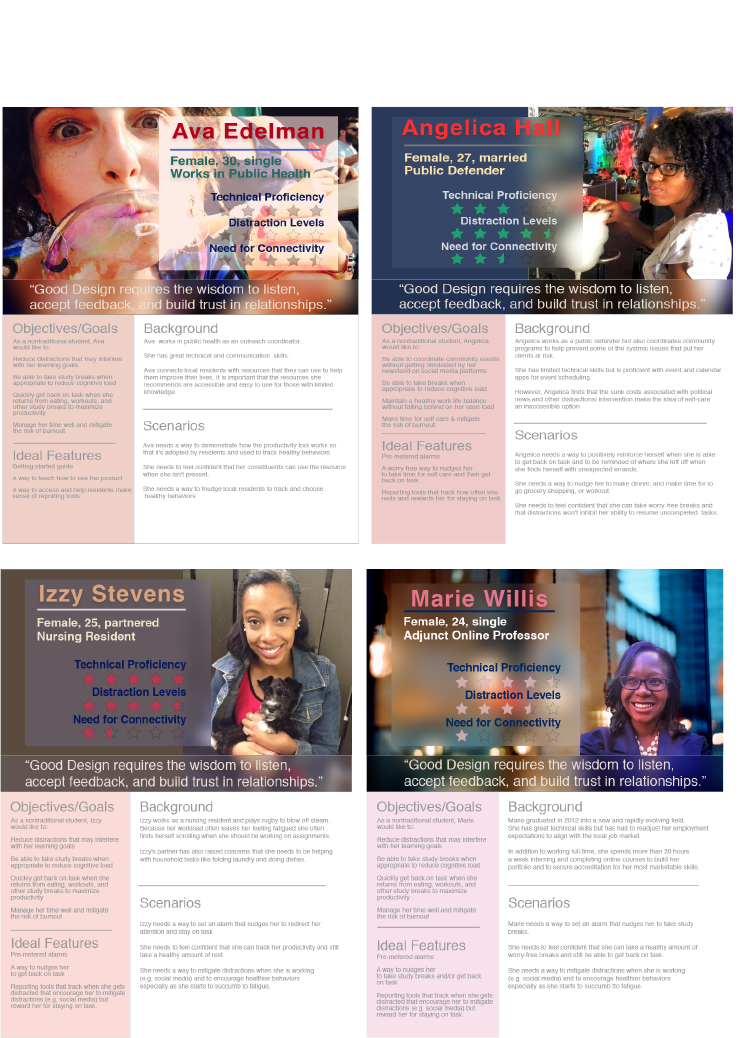 Ava Edelman
Female, 30, single
Works in Public Health
Technical Proficiency
Distraction Levels
Need for Connectivity
“Good Design requires the wisdom to listen,
accept feedback, and build trust in relationships.”
Objectives/Goals
As a nontraditional student, Ava
would like to:
Reduce distractions that they interfere
with her learning goals
Be able to take study breaks when
appropriate to reduce cognitive load
Quickly get back on task when she
returns from eating, workouts, and
other study breaks to maximize
productivity
Manage her time well and mitigate
the risk of burnout
Ideal Features
Getting started guide
A way to teach how to use the product
A way to access and help residents make
sense of reporting tools
Background
Ava works in public health as an outreach coordinator.
She has great technical and communication skills.
Ava connects local residents with resources that they can use to help
them improve their lives. It is important that the resources she
recommends are accessible and easy to use for those with limited
knowledge.
Scenarios
Ava needs a way to demonstrate how the productivity tool works so
that it's adopted by residents and used to track healthy behaviors.
She needs to feel confident that her constituents can use the resource
when she isn't present.
She needs a way to fnudge local residents to track and choose
healthy behaviors
Angelica Hall
Female, 27, married
Public Defender
Technical Proficiency
Distraction Levels
Need for Connectivity
“Good Design requires the wisdom to listen,
accept feedback, and build trust in relationships.”
Objectives/Goals
As a nontraditional student, Angelica
would like to:
Be able to coordinate community events
without getting blerduded by her
newsfeed on social media platforms
Be able to take breaks when
appropriate to reduce cognitive load
Maintain a healthy work life balance
without falling behind on her case load
Make time for self care & mitigate
the risk of burnout
Ideal Features
Pre-metered alarms
A worry free way to nudges her
to take time for self-care and then get
back on task
Reporting tools that track how often she
rests and rewards her for staying on task
Background
Angelica works as a public defender but also coordinates community
programs to help prevent some of the systmic issues that put her
clients at risk.
She has limited technical skills but is proficient with event and calendar
apps for event scheduling.
However, Angelica finds that the sunk costs associated with political
news and other distractions/ intervention make the idea of self-care
an inaccessible option
Scenarios
Angelica needs a way to positively reinforce herself when she is able
to get back on task and to be reminded of where she left off when
she finds herself with unexpected errands.
She needs a way to nudge her to make dinner, and make time for to
go grocery shopping, or workout.
She needs to feel confident that she can take worry-free breaks and
that distractions won't inhibit her ability to resume uncompleted tasks.
Izzy Stevens
Female, 25, partnered
Nursing Resident
Technical Proficiency
Distraction Levels
Need for Connectivity
“Good Design requires the wisdom to listen,
accept feedback, and build trust in relationships.”
Objectives/Goals
As a nontraditional student, Izzy
would like to:
Reduce distractions that may interfere
with her learning goals
Be able to take study breaks when
appropriate to reduce cognitive load
Quickly get back on task when she
returns from eating, workouts, and
other study breaks to maximize
productivity
Manage her time well and mitigate
the risk of burnout
Ideal Features
Pre-metered alarms
A way to nudges her
to get back on task
Reporting tools that track when she gets
distracted that encourage her to mitigate
distractions (e.g. social media) but
reward her for staying on task.
Background
Izzy works as a nursing resident and plays rugby to blow off steam.
Because her workload often leaves her feeling fatigued she often
finds herself scrolling when she should be working on assignments.
Izzy's partner has also raised concerns that she needs to be helping
with household tasks like folding laundry and doing dishes.
Scenarios
Izzy needs a way to set an alarm that nudges her to redirect her
attention and stay on task
She needs to feel confident that she can track her productivity and still
take a healthy amount of rest.
She needs a way to mitigate distractions when she is working
(e.g. social media) and to encourage healthier behaviors
especially as she starts to succumb to fatigue.
Marie Willis
Female, 24, single
Adjunct Online Professor
Technical Proficiency
Distraction Levels
Need for Connectivity
“Good Design requires the wisdom to listen,
accept feedback, and build trust in relationships.”
Objectives/Goals
As a nontraditional student, Marie
would like to:
Reduce distractions that may interfere
with her learning goals
Be able to take study breaks when
appropriate to reduce cognitive load
Quickly get back on task when she
returns from eating, workouts, and
other study breaks to maximize
productivity
Manage her time well and mitigate
the risk of burnout
Ideal Features
Pre-metered alarms
A way to nudges her
to take study breaks and/or get back
on task
Reporting tools that track when she gets
distracted that encourage her to mitigate
distractions (e.g. social media) but
reward her for staying on task.
Background
Marie graduated in 2012 into a new and rapidly evolving field.
She has great technical skills but has had to readjust her employment
expectations to align with the local job market
In addition to working full-time, she spends more than 20 hours
a week interning and completing online courses to build her
portfolio and to secure accreditation for her most marketable skills.
Scenarios
Marie needs a way to set an alarm that nudges her to take study
breaks.
She needs to feel confident that she can take a healthy amount of
worry-free breaks and still be able to get back on task.
She needs a way to mitigate distractions when she is working
(e.g. social media) and to encourage healthier behaviors
especially as she starts to succumb tto fatigue.